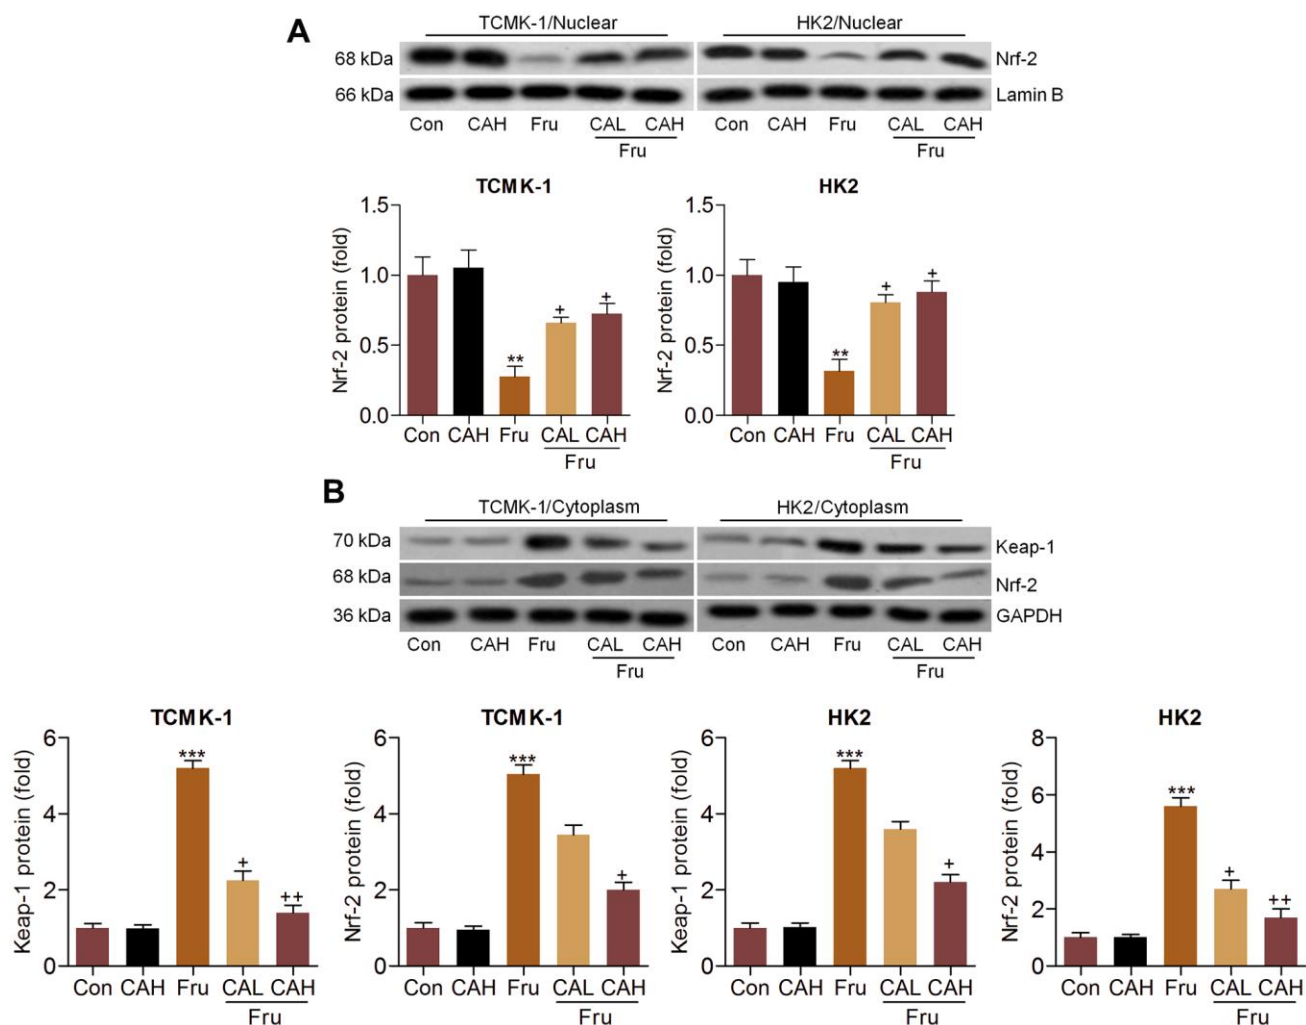 A
TCMK-1/Nuclear HK2/Nuclear
68 kDa Nrf-2
66 kDa Lamin B
Con CAH Fru CAL CAH Con CAH Fru CAL CAH
Fru Fru
TCMK-1 HK2
Nrf-2 protein (fold) 1.5 1.0 0.5 0.0 ** + +
Con CAH Fru CAL CAH
Fru
Nrf-2 protein (fold) 1.5 1.0 0.5 0.0 ** + +
Con CAH Fru CAL CAH
Fru
B
TCMK-1/Cytoplasm HK2/Cytoplasm
70 kDa Keap-1
68 kDa Nrf-2
36 kDa GAPDH
Con CAH Fru CAL CAH Con CAH Fru CAL CAH
Fru Fru
TCMK-1
Keap-1 protein (fold) 6 4 2 0 *** + ++
Con CAH Fru CAL CAH
Fru
TCMK-1
Nrf-2 protein (fold) 6 4 2 0 *** +
Con CAH Fru CAL CAH
Fru
HK2
Keap-1 protein (fold) 6 4 2 0 *** +
Con CAH Fru CAL CAH
Fru
HK2
Nrf-2 protein (fold) 8 6 4 2 0 *** + ++
Con CAH Fru CAL CAH
Fru